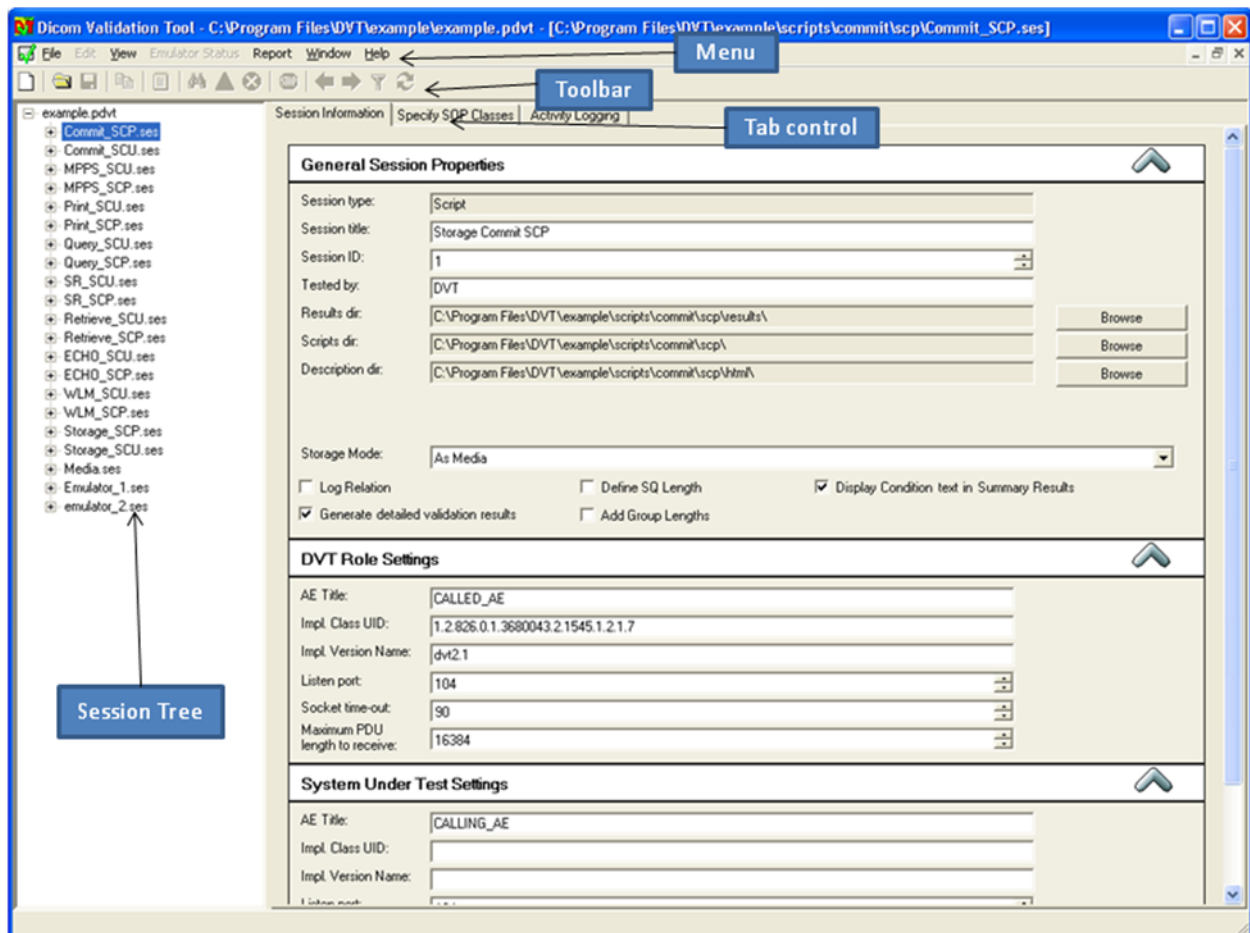 Dicom Validation Tool - C:\Program Files\DVT\example\example.pdvt - [C:\Program Files\DVT\example\scripts\commit\scp\Commit_SCP.ses]
File Edit View Emulator Status Report Window Help
Menu
Toolbar
Session Information Specify SOP Classes Activity Logging
Tab control
example.pdvt
Commit_SCP.ses
Commit_SCU.ses
MPPS_SCU.ses
MPPS_SCP.ses
Print_SCU.ses
Print_SCP.ses
Query_SCU.ses
Query_SCP.ses
SR_SCU.ses
SR_SCP.ses
Retrieve_SCU.ses
Retrieve_SCP.ses
ECHO_SCU.ses
ECHO_SCP.ses
WLM_SCU.ses
WLM_SCP.ses
Storage_SCP.ses
Storage_SCU.ses
Media.ses
Emulator_1.ses
emulator_2.ses
Session Tree
General Session Properties
Session type: Script
Session title: Storage Commit SCP
Session ID: 1
Tested by: DVT
Results dir: C:\Program Files\DVT\example\scripts\commit\scp\results\ Browse
Scripts dir: C:\Program Files\DVT\example\scripts\commit\scp\ Browse
Description dir: C:\Program Files\DVT\example\scripts\commit\scp\html\ Browse
Storage Mode: As Media
Log Relation Define SQ Length Display Condition text in Summary Results
Generate detailed validation results Add Group Lengths
DVT Role Settings
AE Title: CALLED_AE
Impl. Class UID: 1.2.826.0.1.3680043.2.1545.1.2.1.7
Impl. Version Name: dvt2.1
Listen port: 104
Socket time-out: 90
Maximum PDU
length to receive: 16384
System Under Test Settings
AE Title: CALLING_AE
Impl. Class UID:
Impl. Version Name:
Listen port: